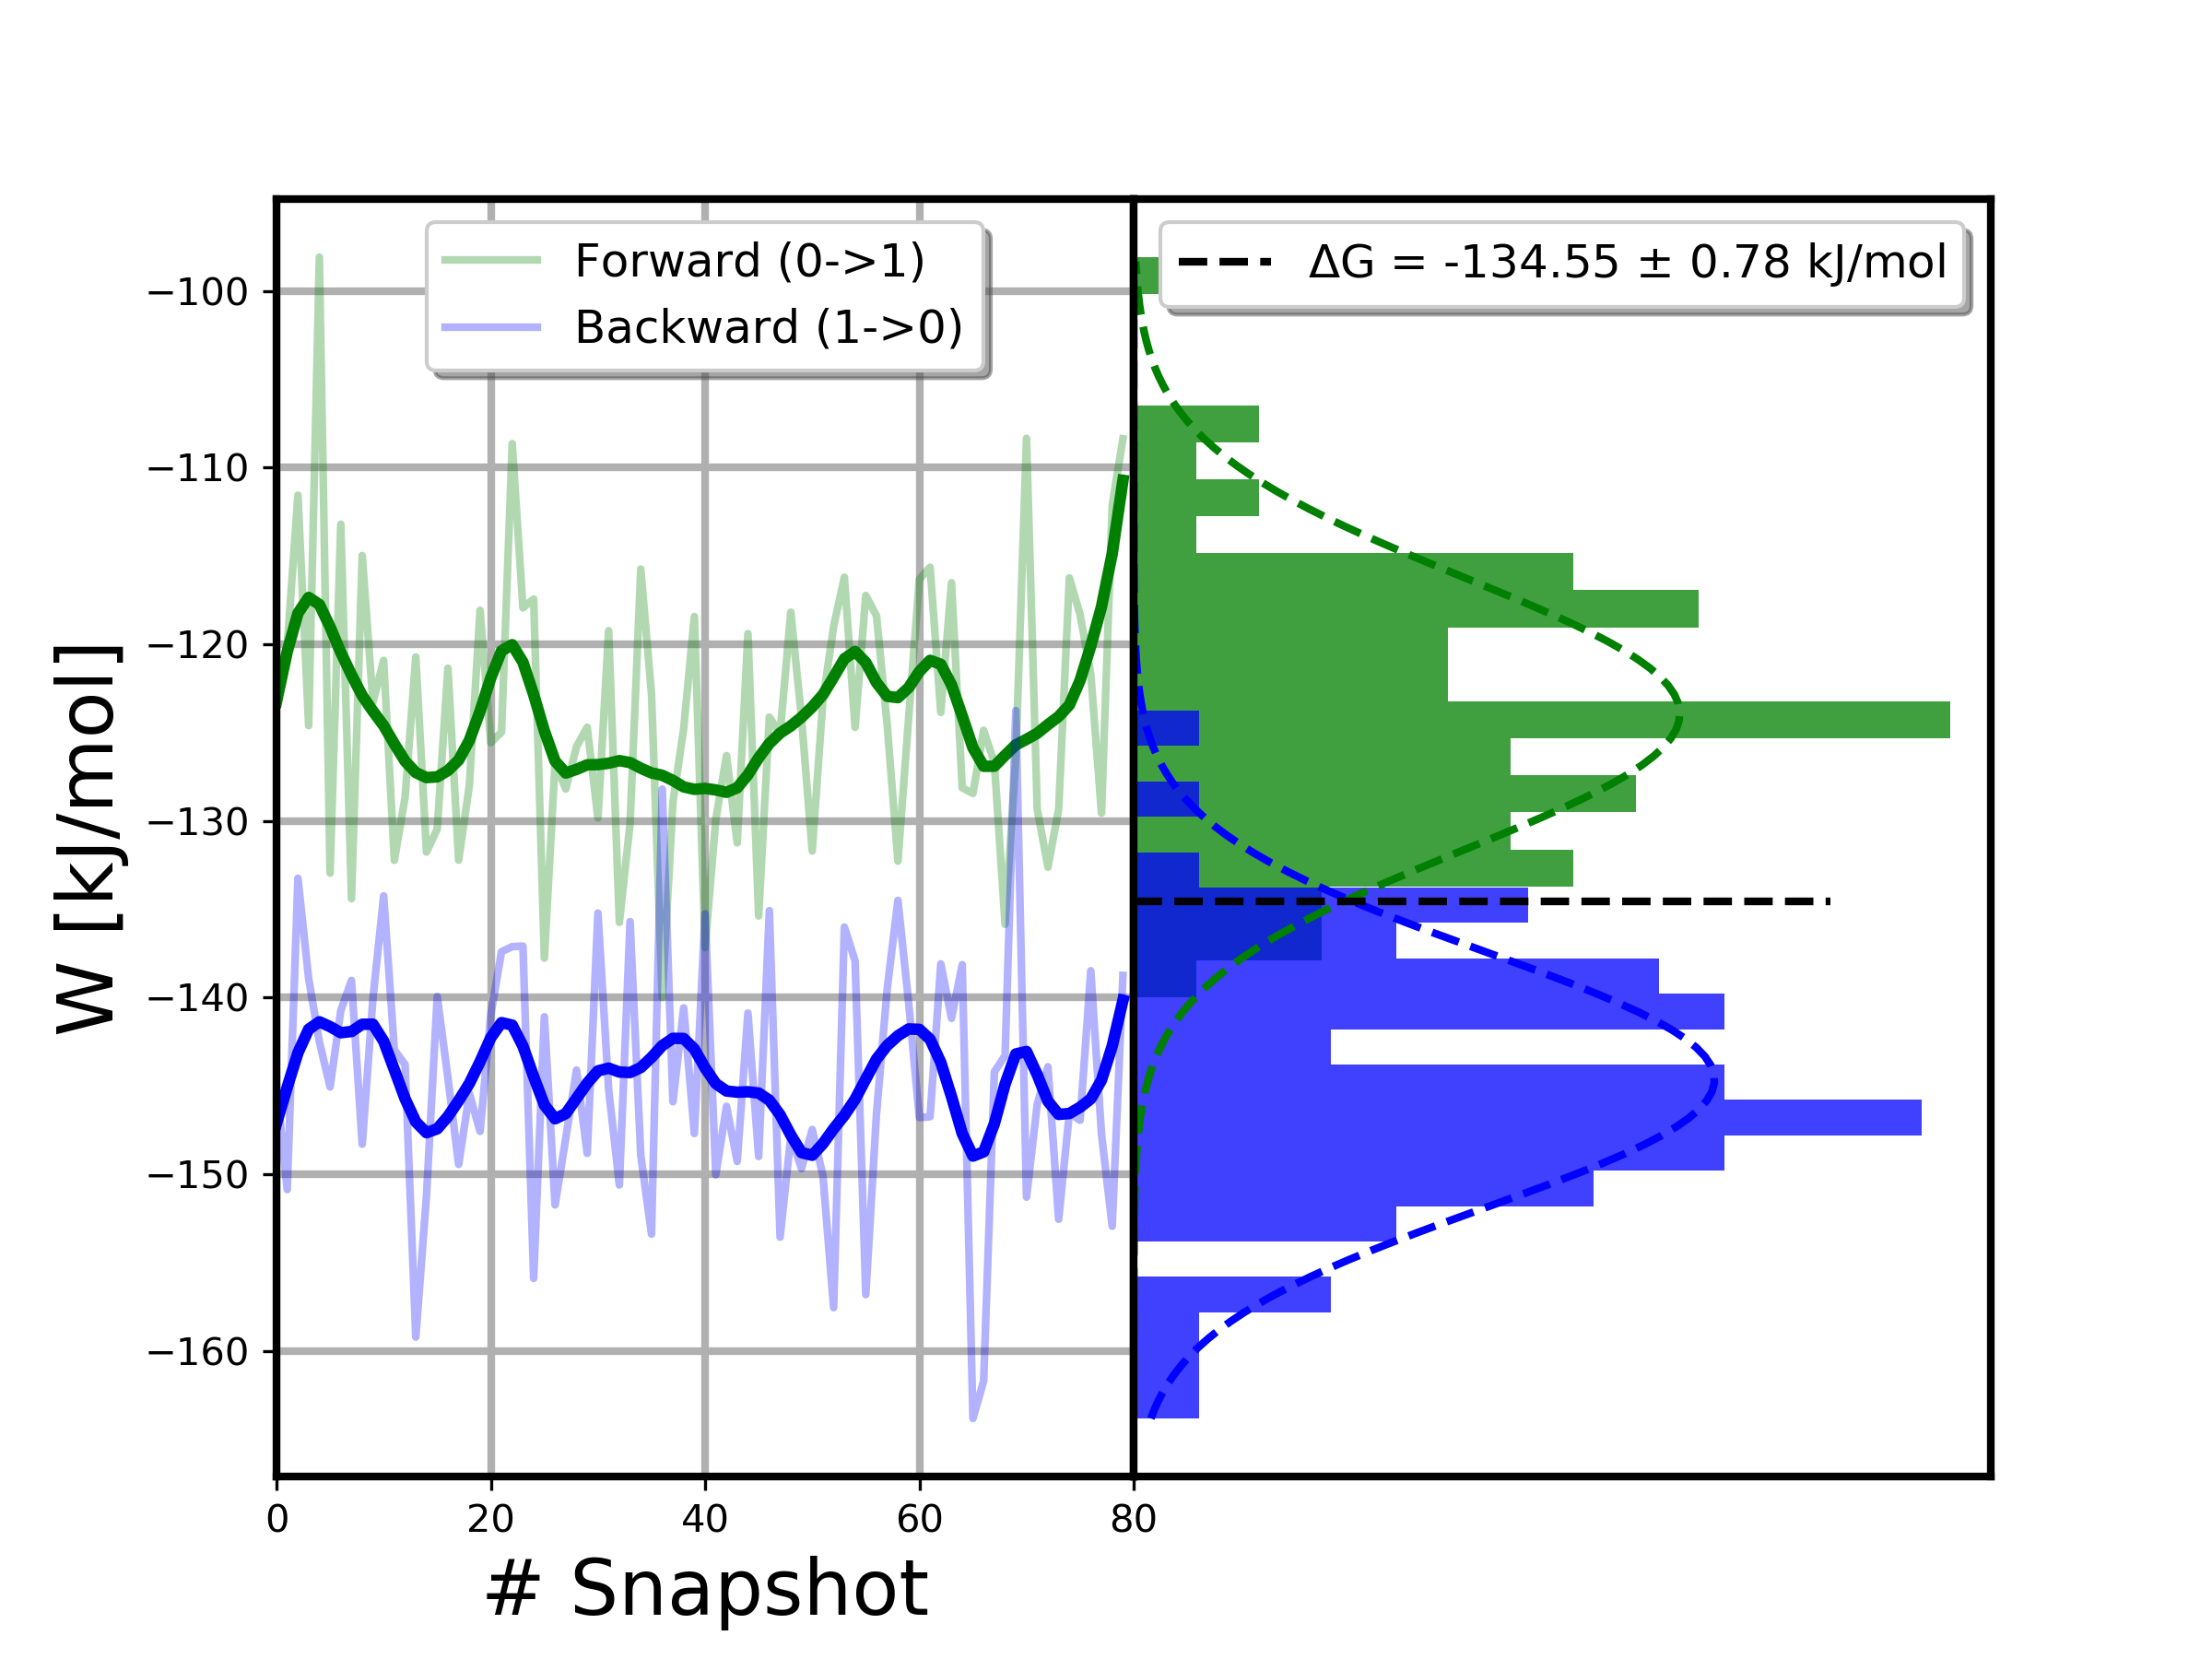 Forward (0->1)
Backward (1->0)
ΔG = -134.55 ± 0.78 kJ/mol
−100
−110
−120
−130
−140
−150
−160
W [kJ/mol]
0 20 40 60 80
# Snapshot